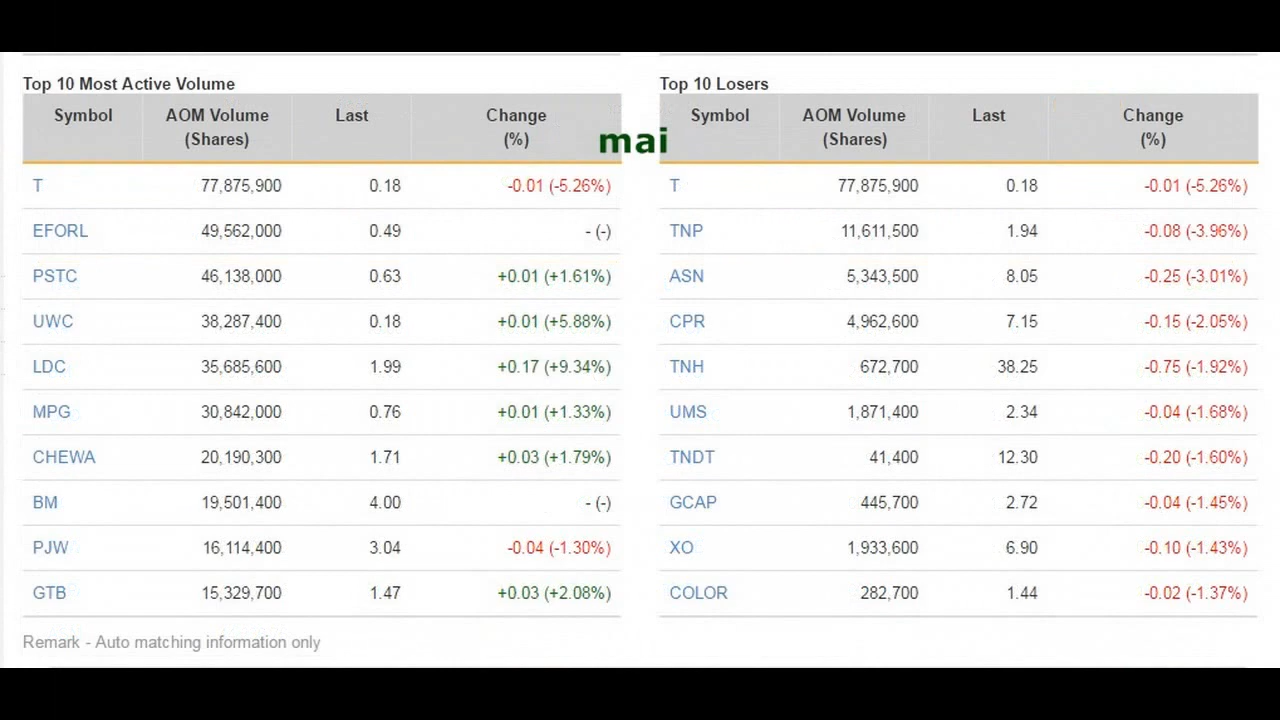 Top 10 Most Active Volume
Symbol AOM Volume (Shares) Last Change (%)
T 77,875,900 0.18 -0.01 (-5.26%)
EFORL 49,562,000 0.49 - (-)
PSTC 46,138,000 0.63 +0.01 (+1.61%)
UWC 38,287,400 0.18 +0.01 (+5.88%)
LDC 35,685,600 1.99 +0.17 (+9.34%)
MPG 30,842,000 0.76 +0.01 (+1.33%)
CHEWA 20,190,300 1.71 +0.03 (+1.79%)
BM 19,501,400 4.00 - (-)
PJW 16,114,400 3.04 -0.04 (-1.30%)
GTB 15,329,700 1.47 +0.03 (+2.08%)
Remark - Auto matching information only
mai
Top 10 Losers
Symbol AOM Volume (Shares) Last Change (%)
T 77,875,900 0.18 -0.01 (-5.26%)
TNP 11,611,500 1.94 -0.08 (-3.96%)
ASN 5,343,500 8.05 -0.25 (-3.01%)
CPR 4,962,600 7.15 -0.15 (-2.05%)
TNH 672,700 38.25 -0.75 (-1.92%)
UMS 1,871,400 2.34 -0.04 (-1.68%)
TNDT 41,400 12.30 -0.20 (-1.60%)
GCAP 445,700 2.72 -0.04 (-1.45%)
XO 1,933,600 6.90 -0.10 (-1.43%)
COLOR 282,700 1.44 -0.02 (-1.37%)